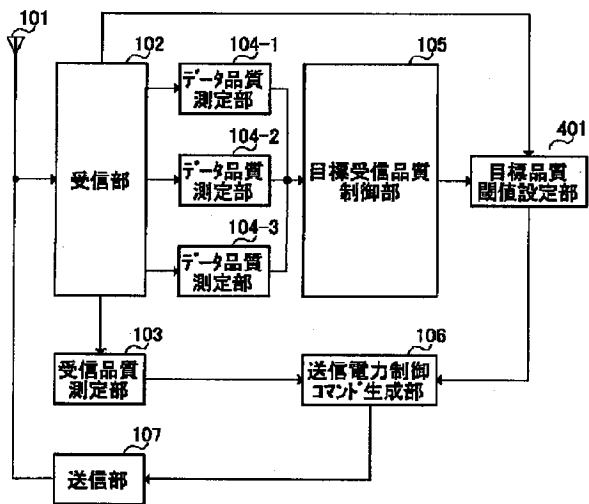 101
102
受信部
104-1
データ品質
測定部
104-2
データ品質
測定部
104-3
データ品質
測定部
105
目標受信品質
制御部
401
目標品質
閾値設定部
103
受信品質
測定部
106
送信電力制御
コマンド生成部
107
送信部